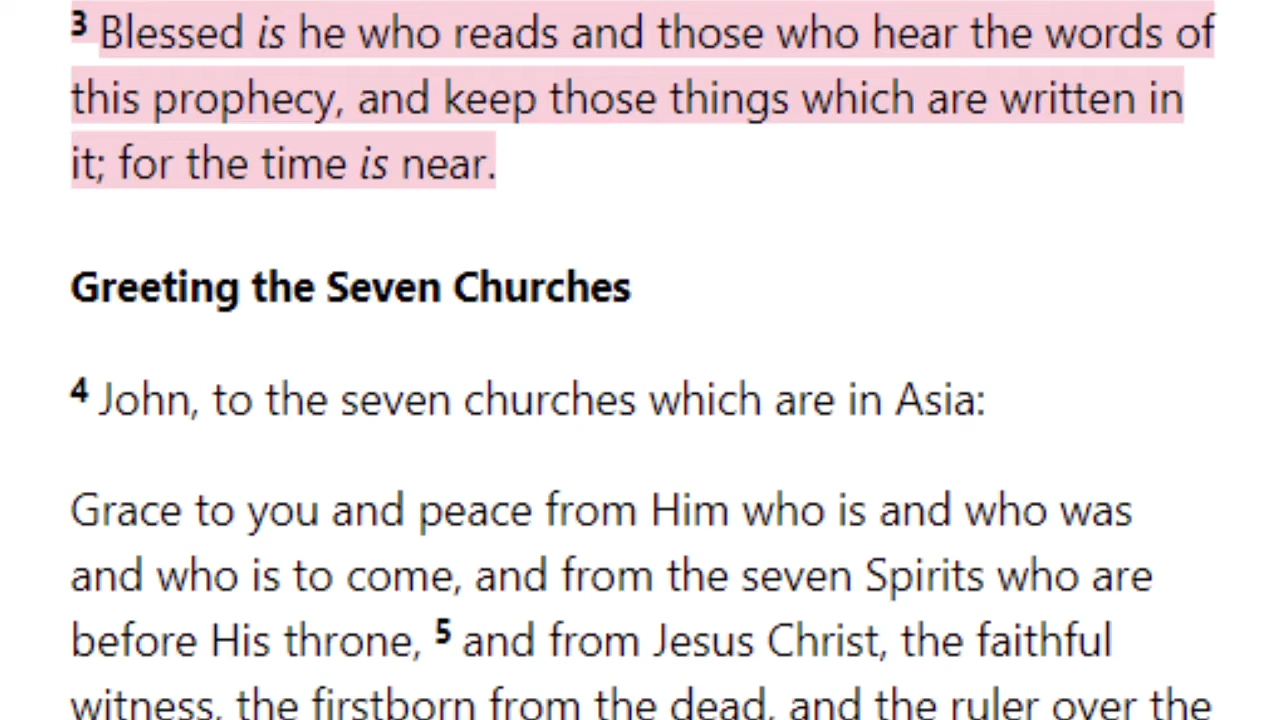 3 Blessed is he who reads and those who hear the words of
this prophecy, and keep those things which are written in
it; for the time is near.
Greeting the Seven Churches
4 John, to the seven churches which are in Asia:
Grace to you and peace from Him who is and who was
and who is to come, and from the seven Spirits who are
before His throne, 5 and from Jesus Christ, the faithful
witness, the firstborn from the dead, and the ruler over the